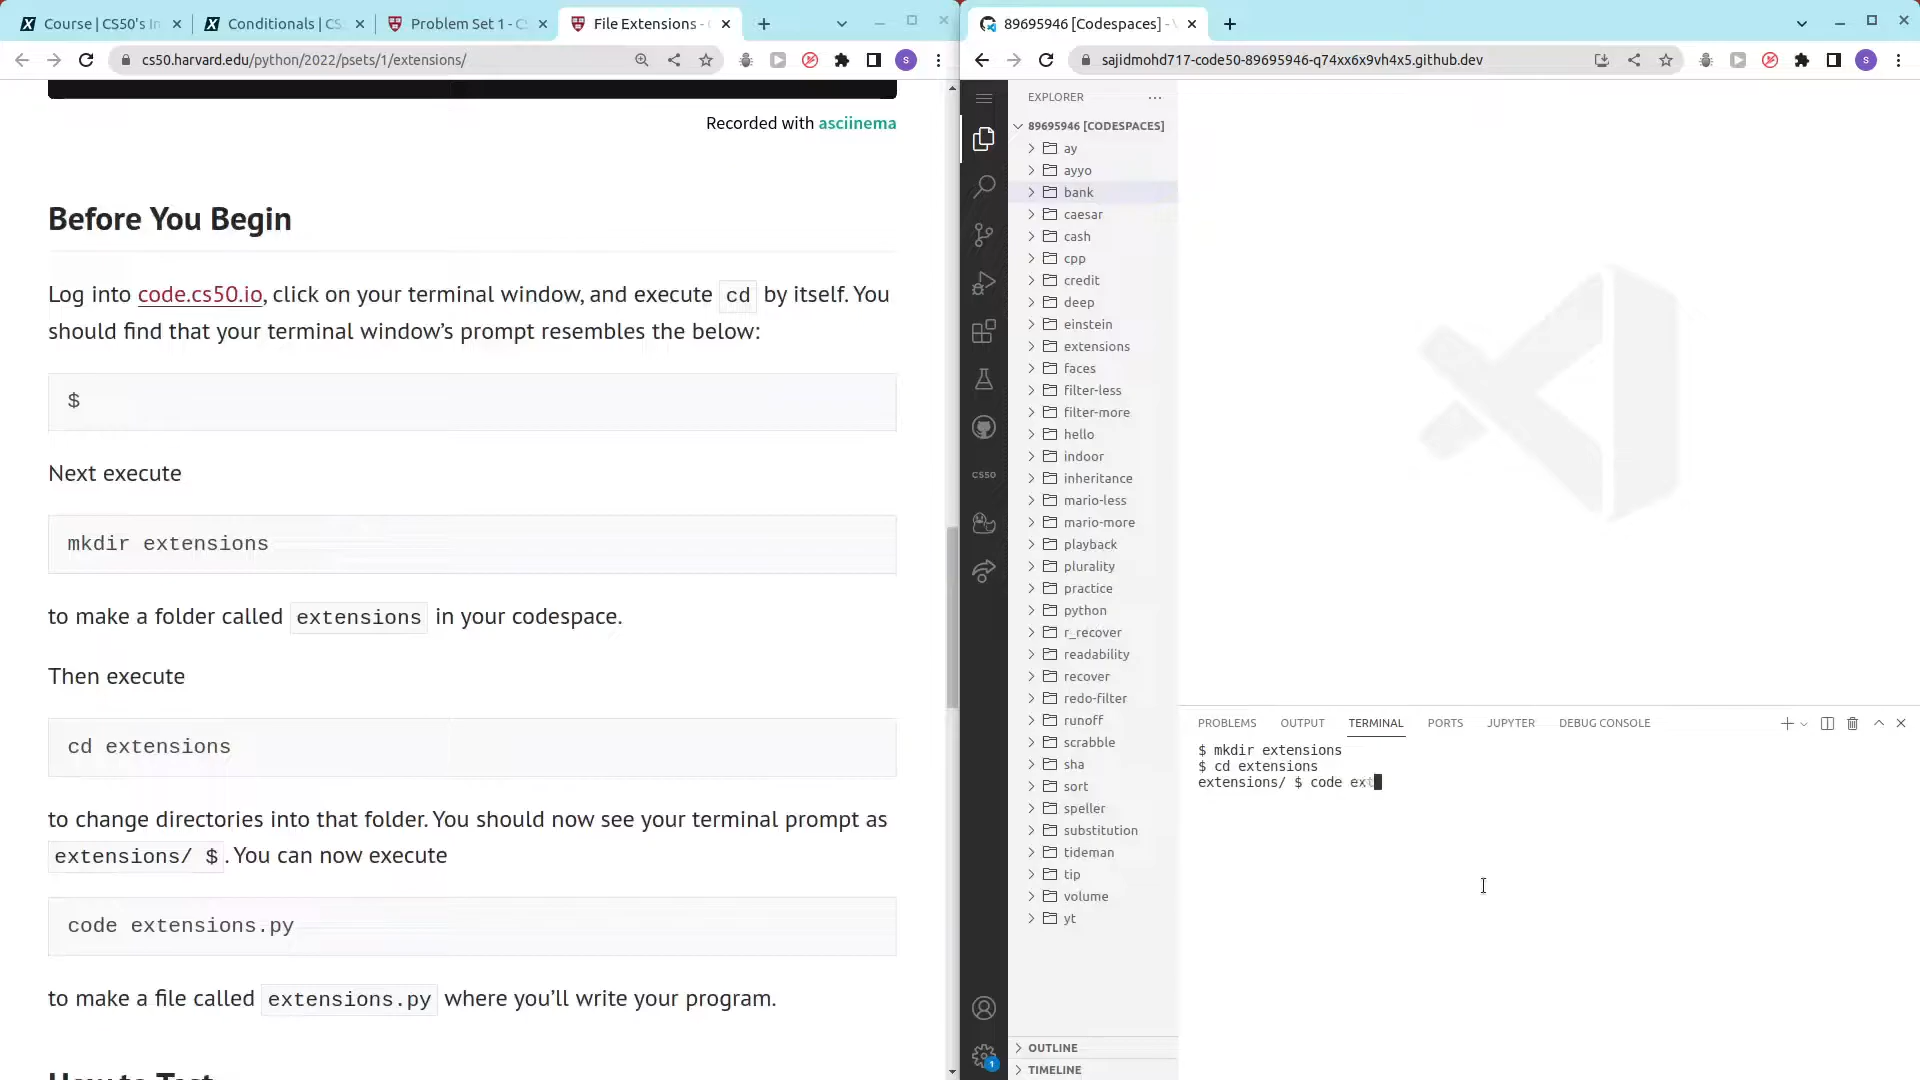 Course | CS50's In
Conditionals | CS
Problem Set 1 - CS
File Extensions -
cs50.harvard.edu/python/2022/psets/1/extensions/
S
Recorded with asciinema
Before You Begin
Log into code.cs50.io, click on your terminal window, and execute cd by itself. You
should find that your terminal window's prompt resembles the below:
$
Next execute
mkdir extensions
to make a folder called extensions in your codespace.
Then execute
cd extensions
to change directories into that folder. You should now see your terminal prompt as
extensions/ $. You can now execute
code extensions.py
to make a file called extensions.py where you'll write your program.
How to Test
89695946 [Codespaces] -
sajidmohd717-code50-89695946-q74xx6x9vh4x5.github.dev
S
EXPLORER
89695946 [CODESPACES]
ay
ayyo
bank
caesar
cash
cpp
credit
deep
einstein
extensions
faces
filter-less
filter-more
hello
indoor
inheritance
mario-less
mario-more
playback
plurality
practice
python
r_recover
readability
recover
redo-filter
runoff
scrabble
sha
sort
speller
substitution
tideman
tip
volume
yt
OUTLINE
TIMELINE
CS50
1
PROBLEMS OUTPUT TERMINAL PORTS JUPYTER DEBUG CONSOLE
$ mkdir extensions
$ cd extensions
extensions/ $ code ext